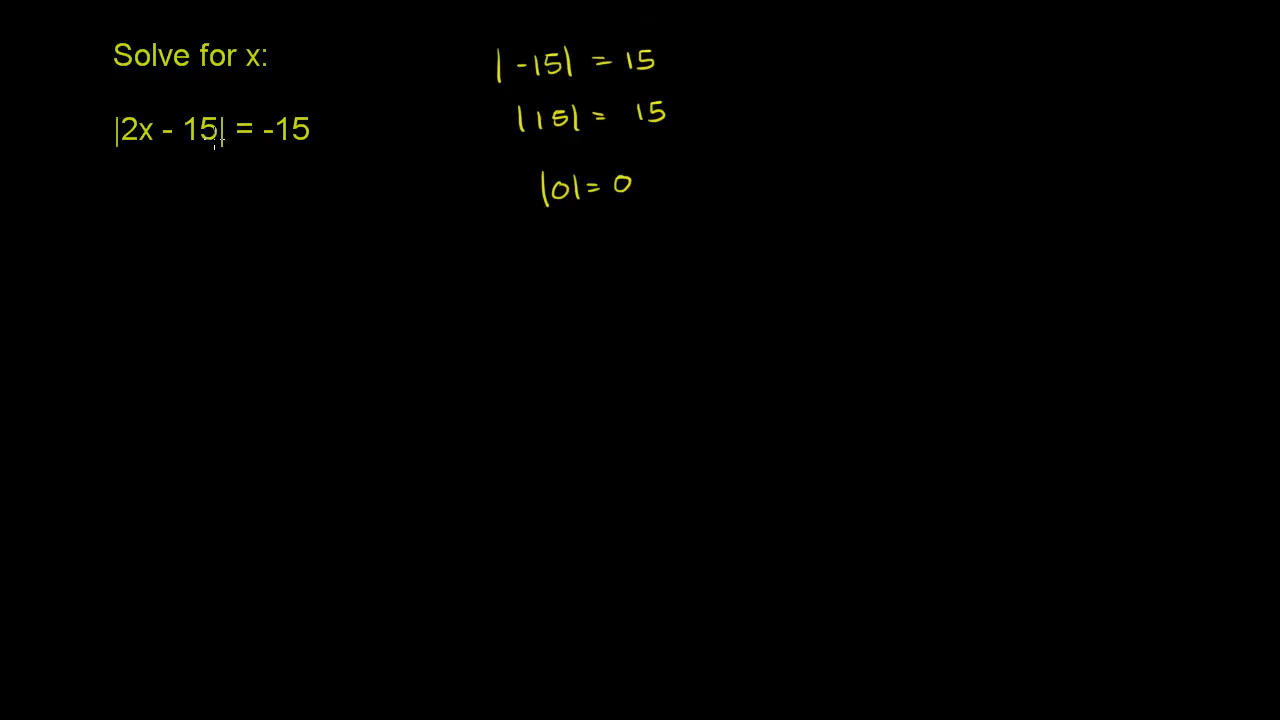 Solve for x:
|2x - 15| = -15
|-15| = 15
|15| = 15
|0| = 0